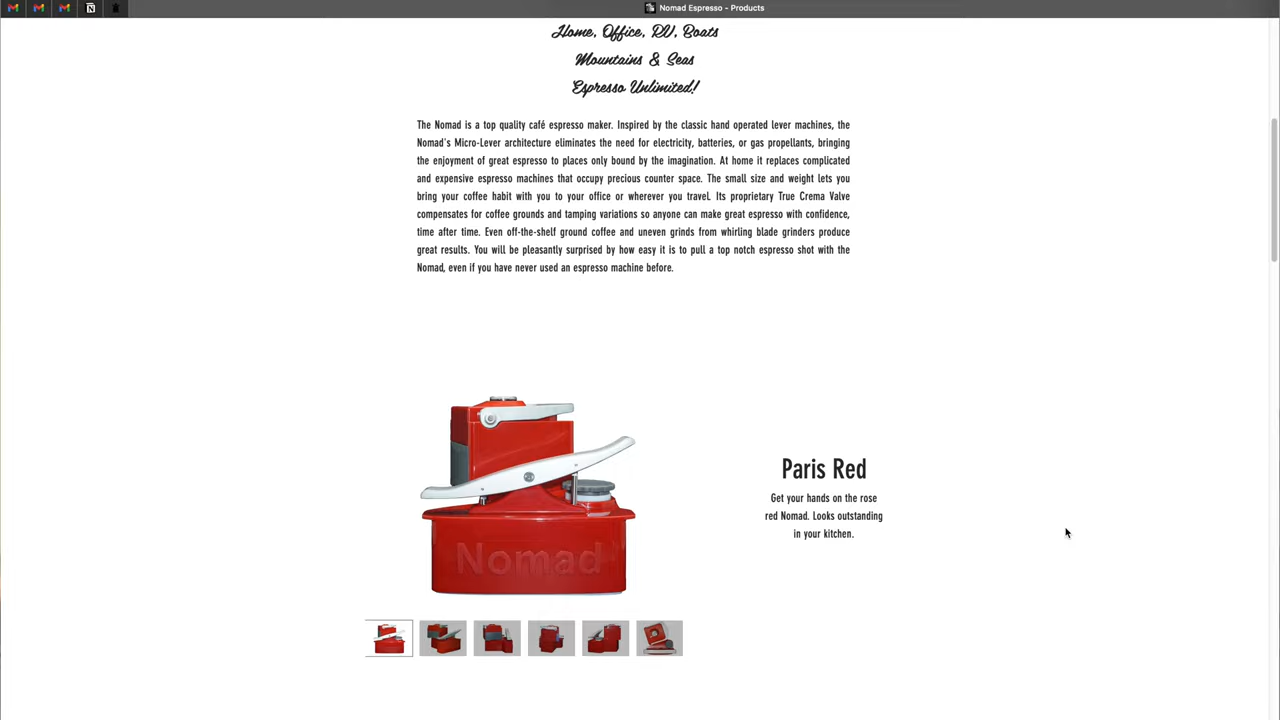 Nomad Espresso - Products
Home, Office, RV, Boats
Mountains & Seas
Espresso Unlimited!
The Nomad is a top quality café espresso maker. Inspired by the classic hand operated lever machines, the
Nomad's Micro-Lever architecture eliminates the need for electricity, batteries, or gas propellants, bringing
the enjoyment of great espresso to places only bound by the imagination. At home it replaces complicated
and expensive espresso machines that occupy precious counter space. The small size and weight lets you
bring your coffee habit with you to your office or wherever you travel. Its proprietary True Crema Valve
compensates for coffee grounds and tamping variations so anyone can make great espresso with confidence,
time after time. Even off-the-shelf ground coffee and uneven grinds from whirling blade grinders produce
great results. You will be pleasantly surprised by how easy it is to pull a top notch espresso shot with the
Nomad, even if you have never used an espresso machine before.
Paris Red
Get your hands on the rose
red Nomad. Looks outstanding
in your kitchen.
Nomad